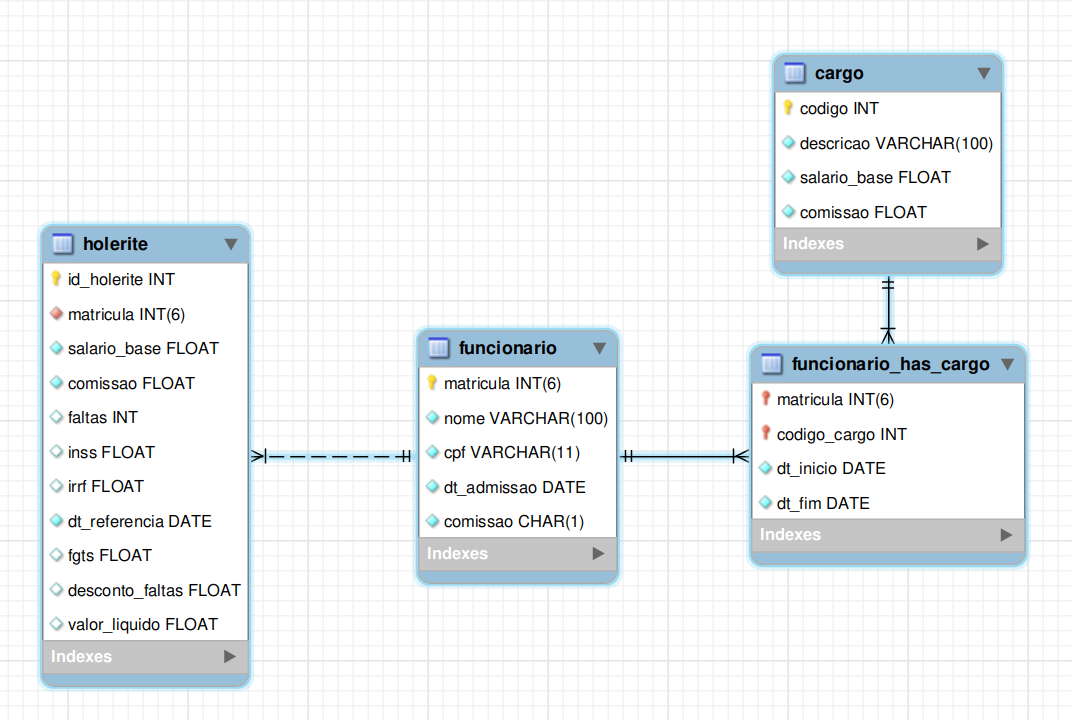 cargo
codigo INT
descricao VARCHAR(100)
salario_base FLOAT
comissao FLOAT
Indexes
holerite
id_holerite INT
matricula INT(6)
salario_base FLOAT
comissao FLOAT
faltas INT
inss FLOAT
irrf FLOAT
dt_referencia DATE
fgts FLOAT
desconto_faltas FLOAT
valor_liquido FLOAT
Indexes
funcionario
matricula INT(6)
nome VARCHAR(100)
cpf VARCHAR(11)
dt_admissao DATE
comissao CHAR(1)
Indexes
funcionario_has_cargo
matricula INT(6)
codigo_cargo INT
dt_inicio DATE
dt_fim DATE
Indexes